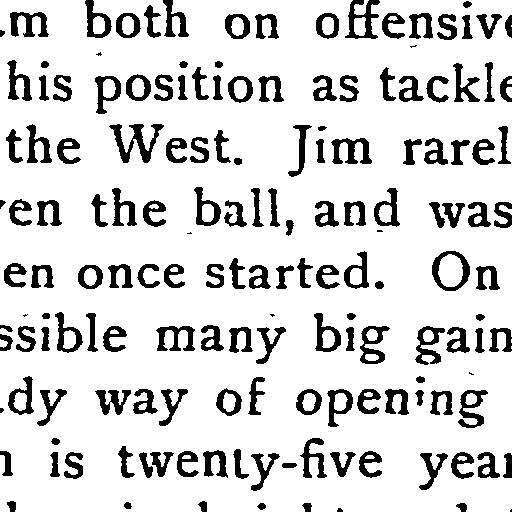 m both on offensive
his position as tackle
the West. Jim rarel
ven the ball, and was
en once started. On
ssible many big gain
dy way of opening
is twenty-five year